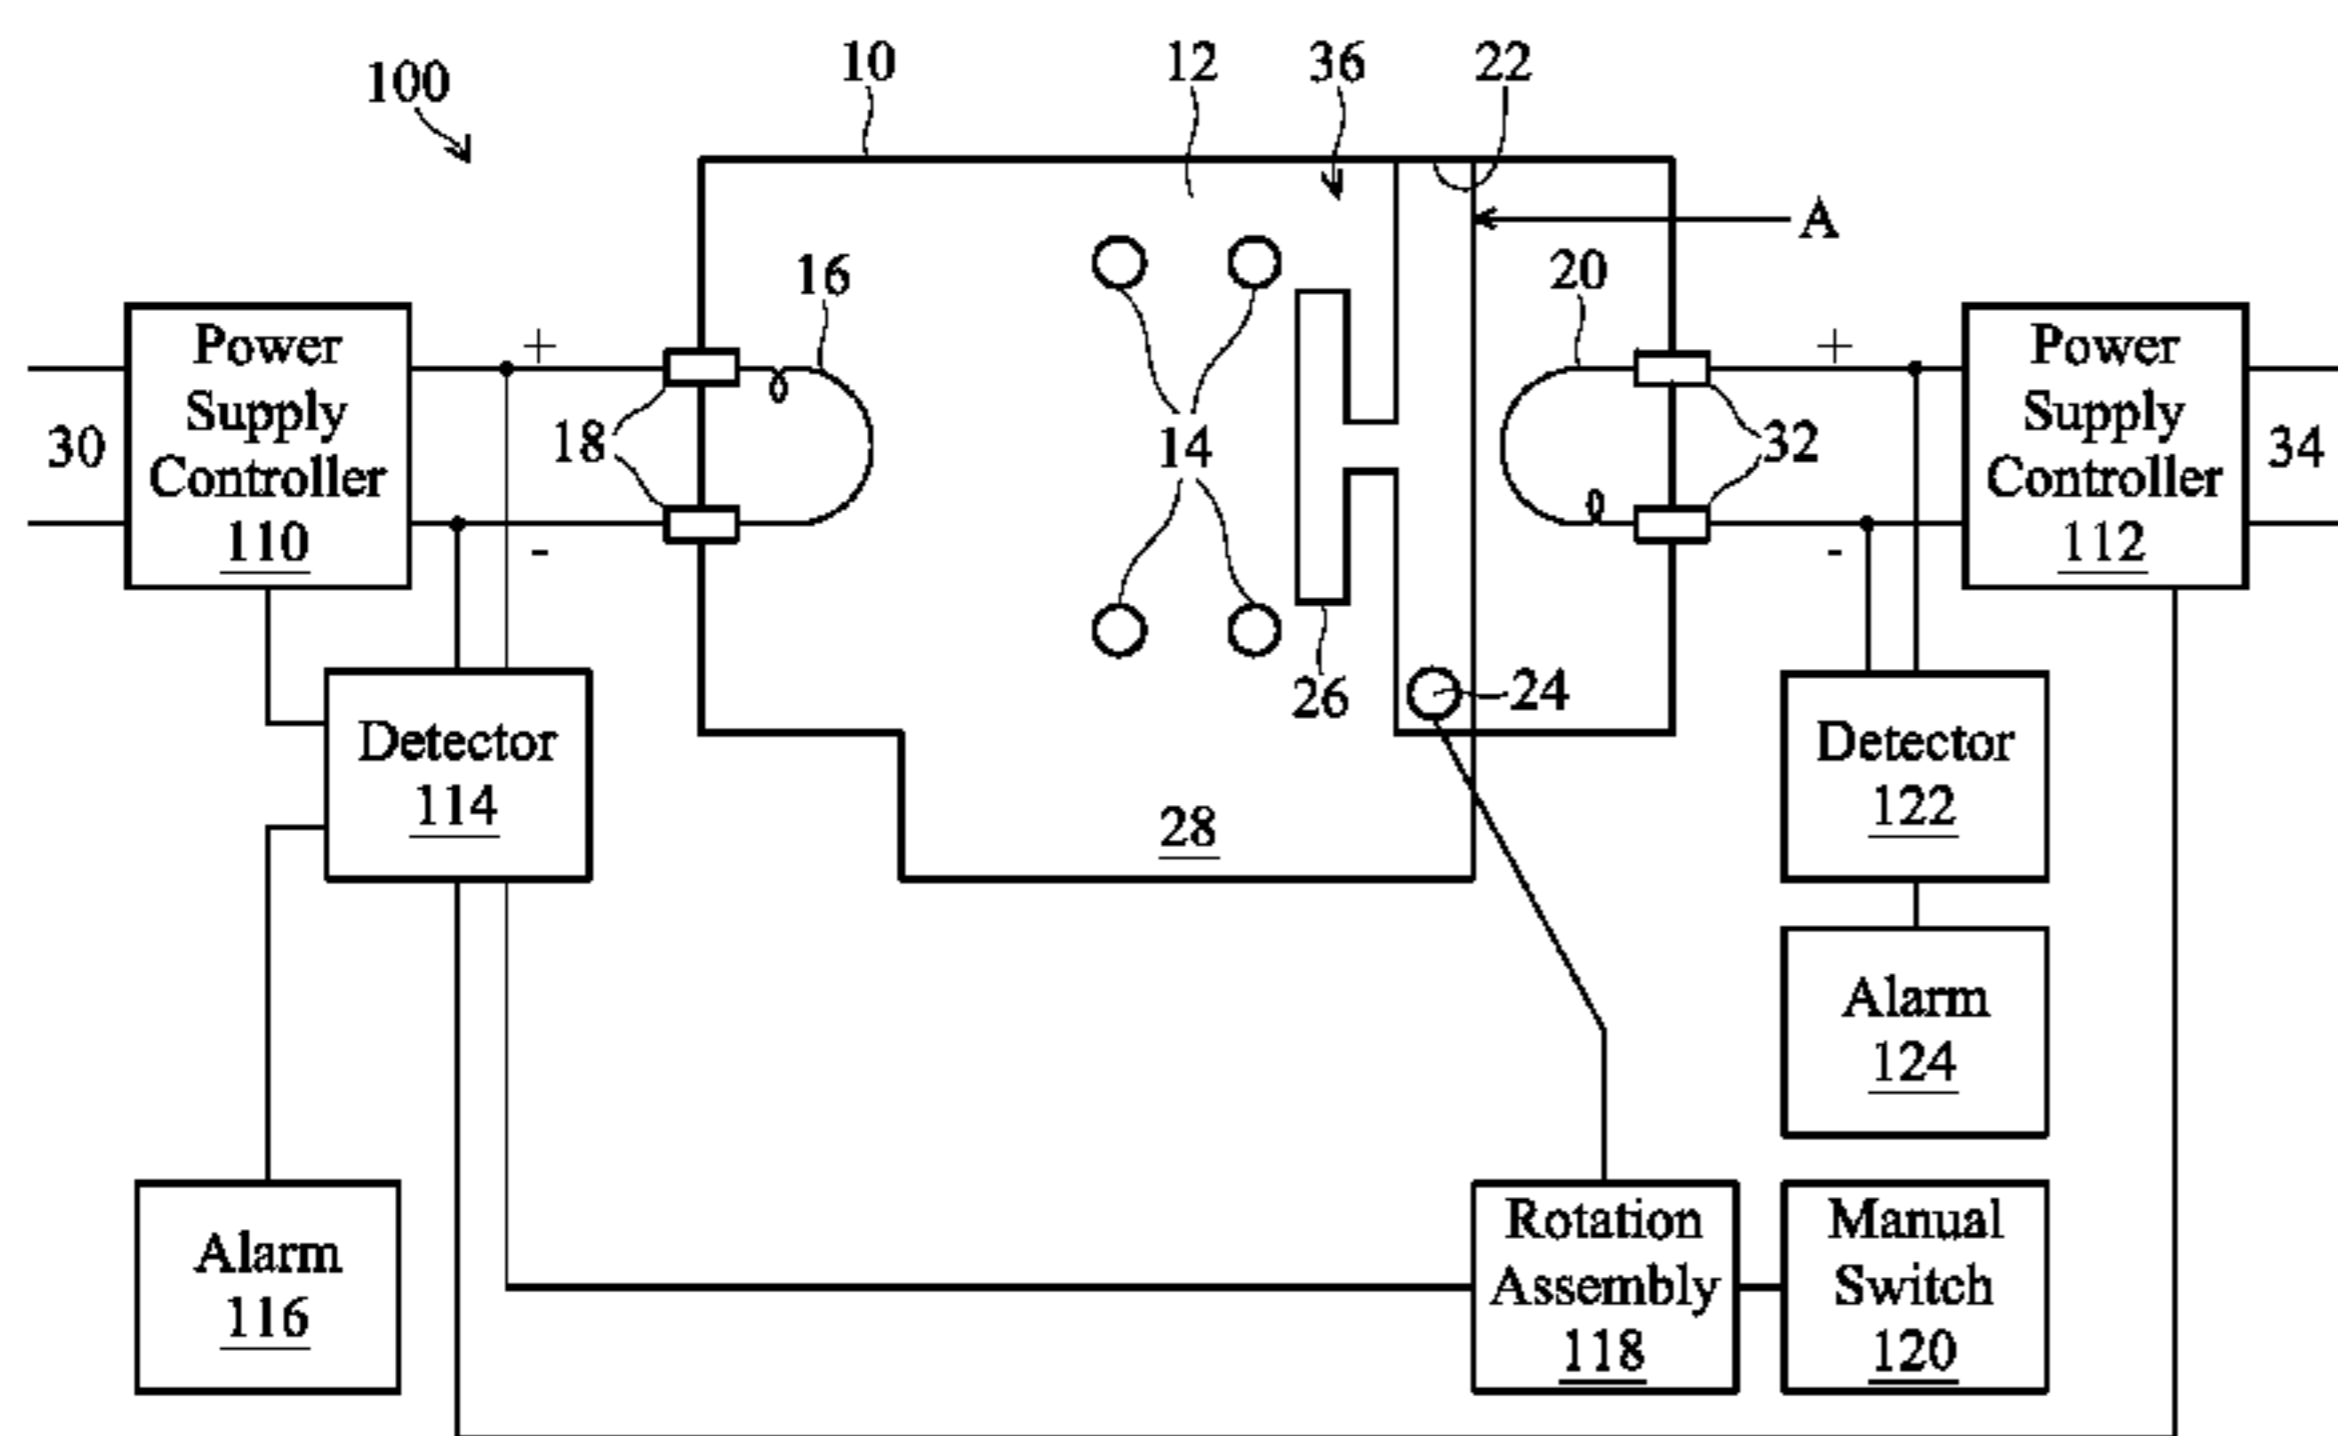 100
10
12
36
22
A
16
20
Power
Supply
Controller
110
30
+
-
18
14
26
24
28
32
+
-
Power
Supply
Controller
112
34
Detector
114
Detector
122
Alarm
124
Alarm
116
Rotation
Assembly
118
Manual
Switch
120